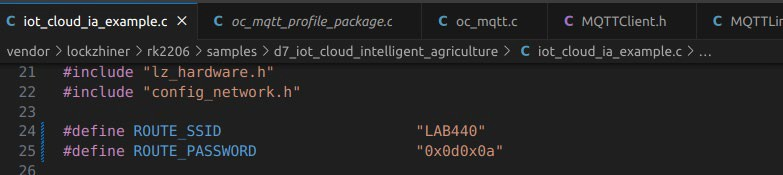 iot_cloud_ia_example.c oc_mqtt_profile_package.c oc_mqtt.c MQTTClient.h MQTTLi
vendor > lockzhiner > rk2206 > samples > d7_iot_cloud_intelligent_agriculture > iot_cloud_ia_example.c > ...
21 #include "lz_hardware.h"
22 #include "config_network.h"
23
24 #define ROUTE_SSID "LAB440"
25 #define ROUTE_PASSWORD "0x0d0x0a"
26